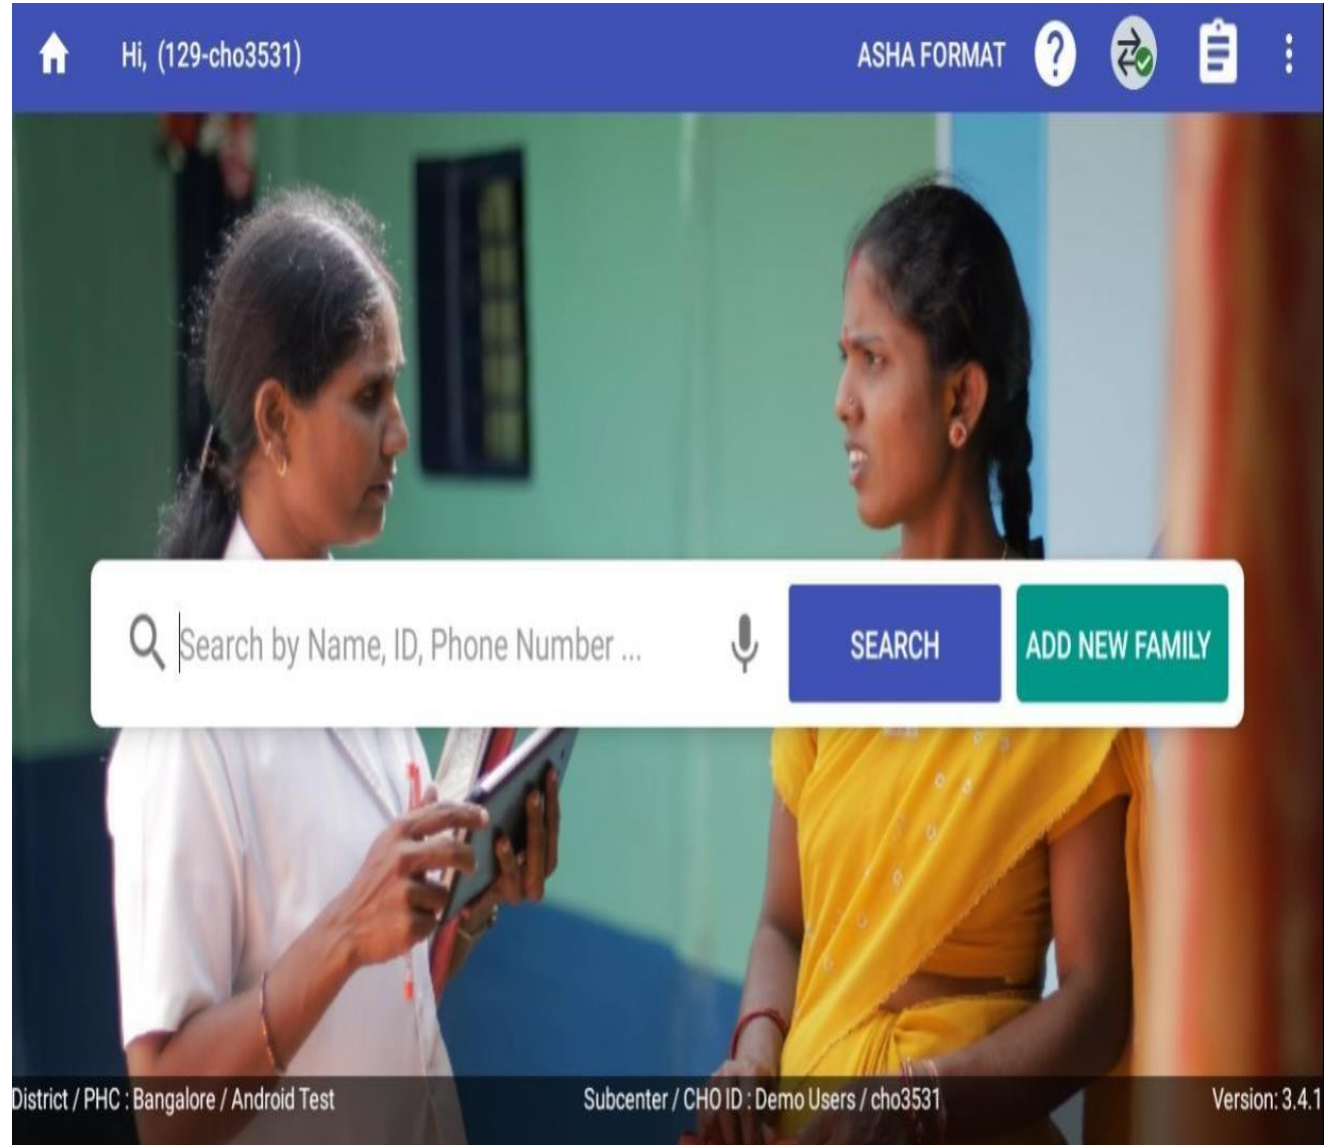 Hi, (129-cho3531)
ASHA FORMAT
Search by Name, ID, Phone Number ...
SEARCH
ADD NEW FAMILY
District / PHC : Bangalore / Android Test
Subcenter / CHO ID : Demo Users / cho3531
Version: 3.4.1